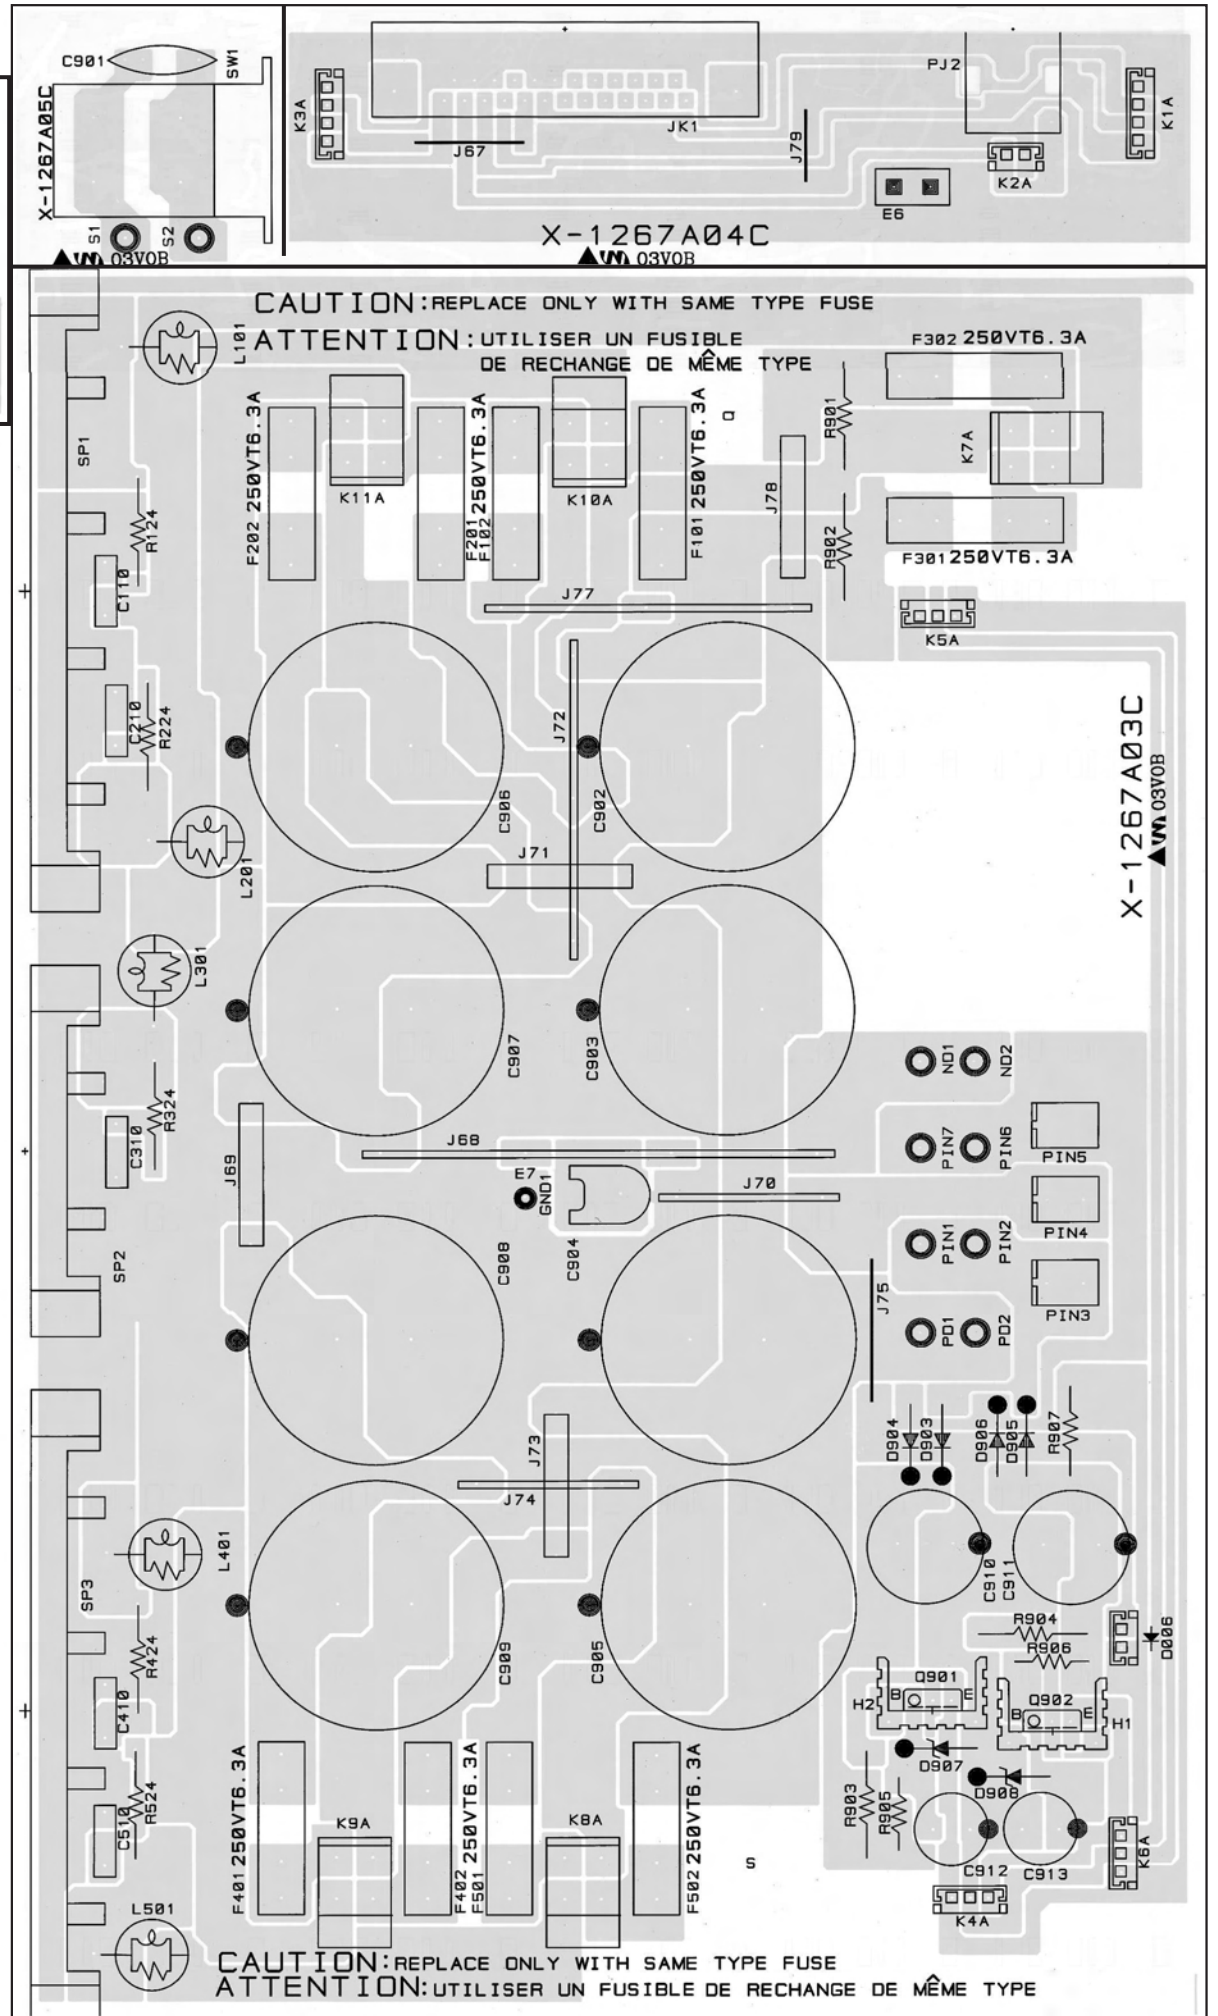 C901
SW1
X-1267A05C
S1
S2
03V0B
K3A
JK1
J67
J79
PJ2
K2A
K1A
E6
X-1267A04C
03V0B
CAUTION:REPLACE ONLY WITH SAME TYPE FUSE
ATTENTION:UTILISER UN FUSIBLE
DE RECHANGE DE MÊME TYPE
L101
F302 250VT6.3A
SP1
F202 250VT6.3A
K11A
F201
F102 250VT6.3A
K10A
F101 250VT6.3A
Q
J78
R901
R902
K7A
F301 250VT6.3A
R124
C110
J77
K5A
C210
R224
J72
C906
C902
X-1267A03C
03V0B
J71
L201
L301
C907
C903
ND1
ND2
R324
C310
J69
J68
PIN7
PIN6
PIN5
E7
GND1
J70
PIN1
PIN2
PIN4
SP2
C908
C904
J75
PD1
PD2
PIN3
D904
D903
D906
D905
R907
J73
J74
L401
SP3
C910
C911
R424
C909
C905
R904
R906
D006
C410
H2
Q901
B
E
Q902
B
E
H1
D907
D908
R524
C510
F401 250VT6.3A
K9A
F402
F501 250VT6.3A
K8A
F502 250VT6.3A
S
R903
R905
C912
C913
K6A
K4A
L501
CAUTION:REPLACE ONLY WITH SAME TYPE FUSE
ATTENTION:UTILISER UN FUSIBLE DE RECHANGE DE MÊME TYPE